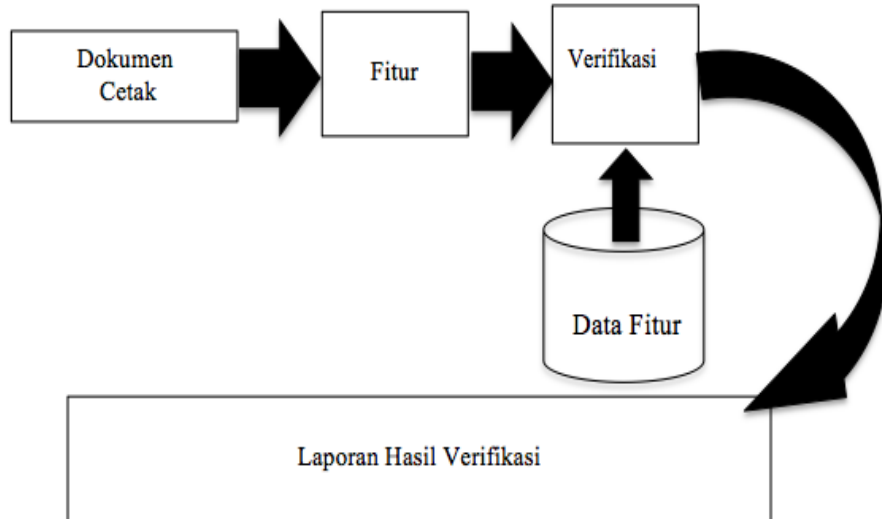 Dokumen
Cetak
Fitur
Verifikasi
Data Fitur
Laporan Hasil Verifikasi